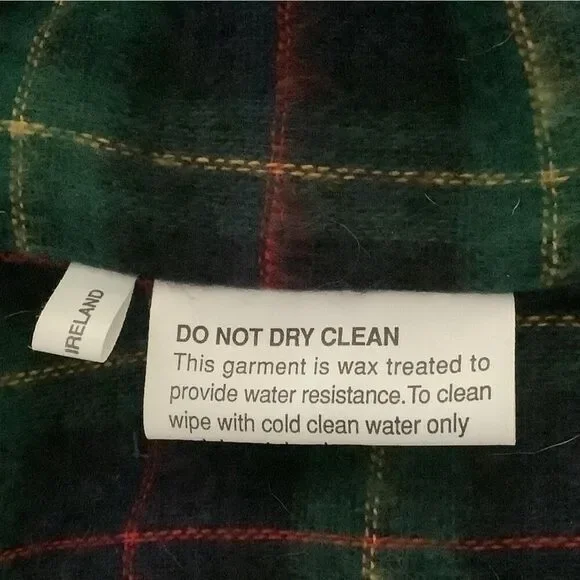 IRELAND
DO NOT DRY CLEAN
This garment is wax treated to
provide water resistance.To clean
wipe with cold clean water only